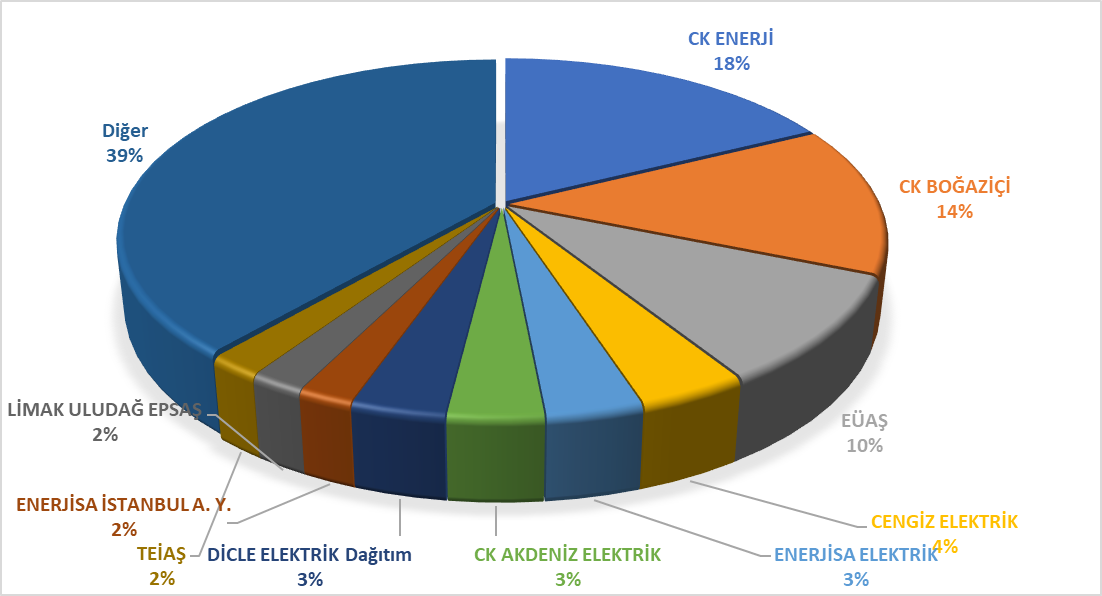 CK ENERJİ
18%
Diğer
39%
CK BOĞAZİÇİ
14%
LİMAK ULUDAĞ EPSAŞ
2%
EÜAŞ
10%
ENERJİSA İSTANBUL A. Y.
2%
CENGİZ ELEKTRİK
4%
TEİAŞ
2%
DİCLE ELEKTRİK Dağıtım
3%
CK AKDENİZ ELEKTRİK
3%
ENERJİSA ELEKTRİK
3%